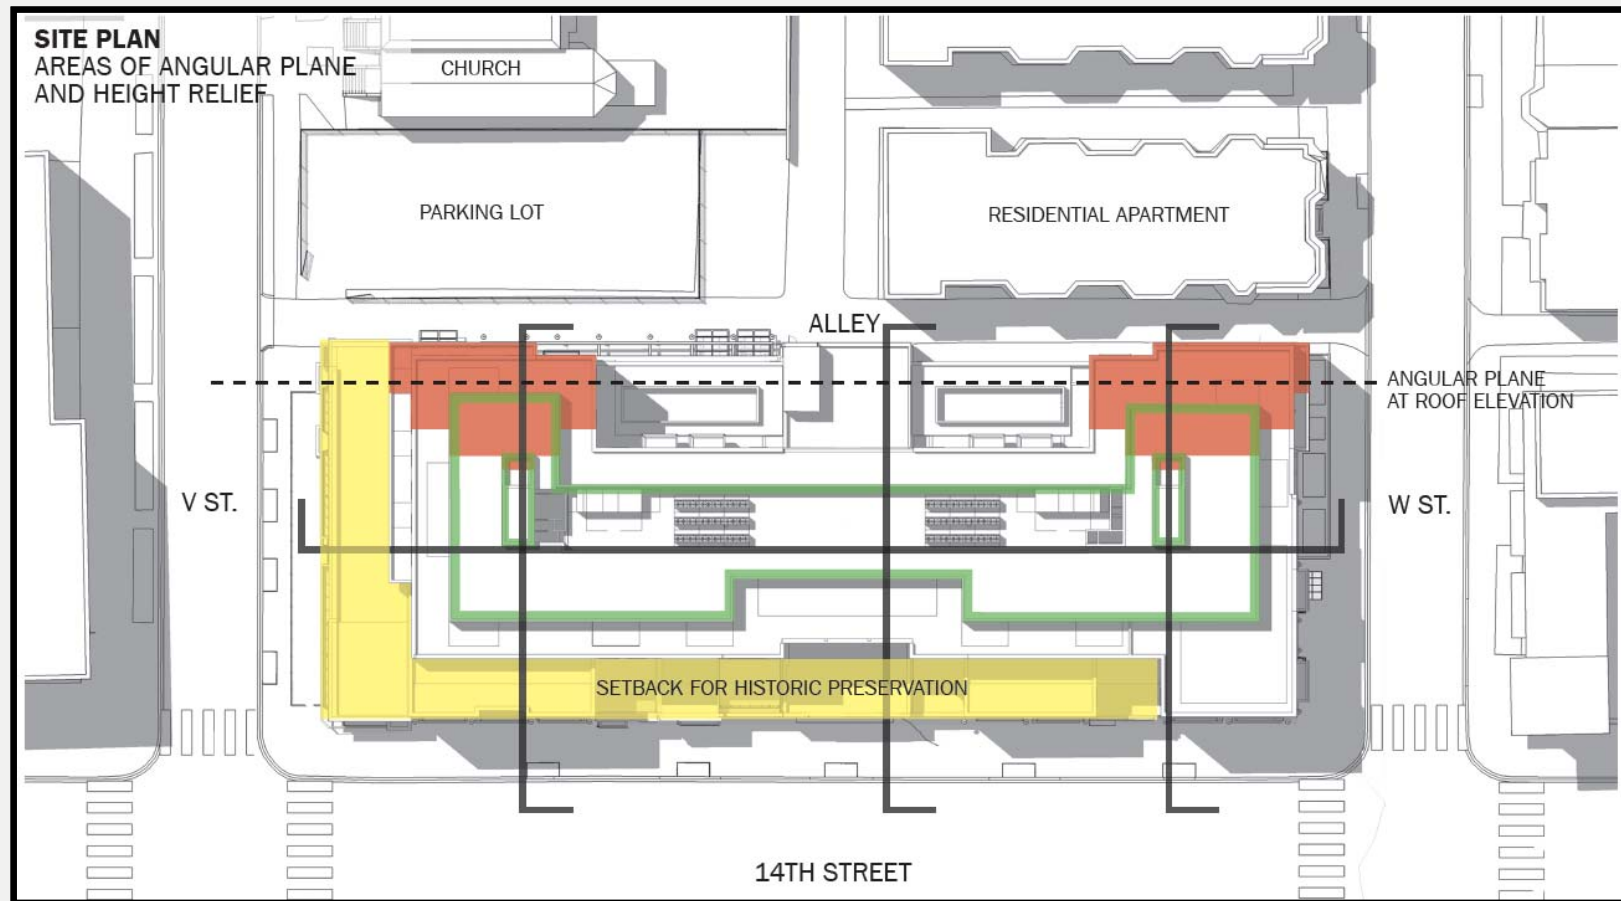 SITE PLAN
AREAS OF ANGULAR PLANE
AND HEIGHT RELIEF
CHURCH
PARKING LOT
RESIDENTIAL APARTMENT
ALLEY
ANGULAR PLANE
AT ROOF ELEVATION
V ST.
W ST.
SETBACK FOR HISTORIC PRESERVATION
14TH STREET